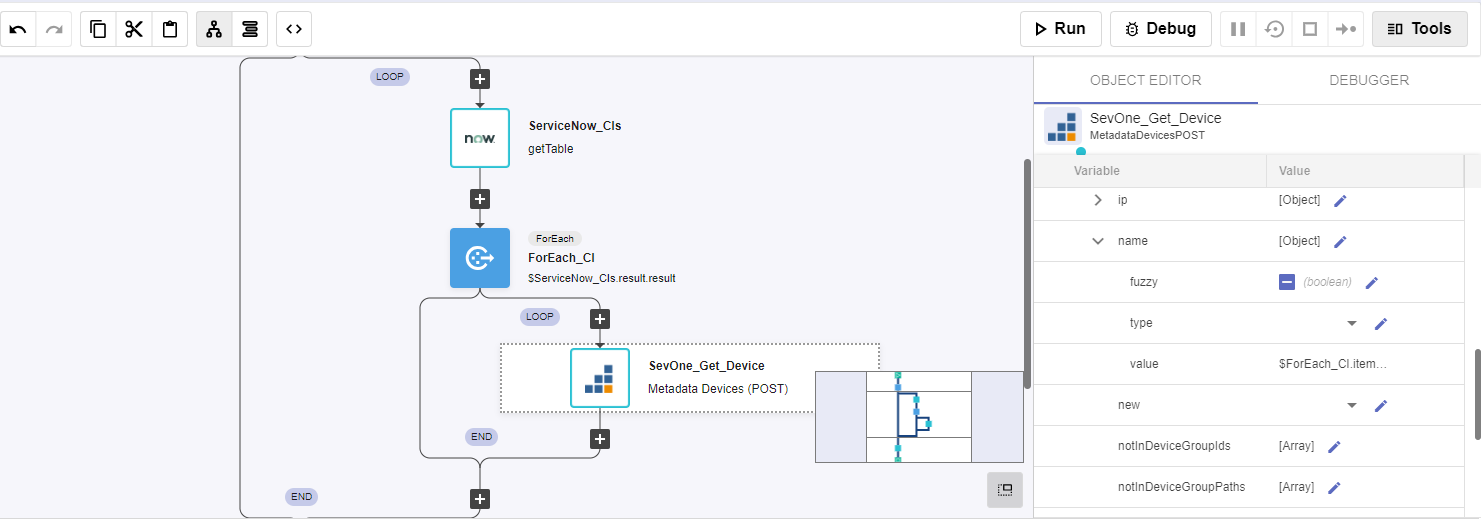 Run
Debug
Tools
LOOP
now
ServiceNow_CIs
getTable
ForEach
ForEach_CI
$ServiceNow_CIs.result.result
LOOP
SevOne_Get_Device
Metadata Devices (POST)
END
END
OBJECT EDITOR
DEBUGGER
SevOne_Get_Device
MetadataDevicesPOST
Variable Value
ip [Object]
name [Object]
fuzzy (boolean)
type
value $ForEach_CI.item...
new
notInDeviceGroupIds [Array]
notInDeviceGroupPaths [Array]